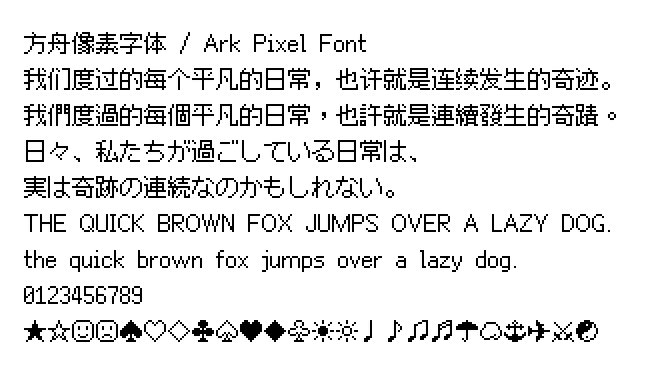 方舟像素字体 / Ark Pixel Font
我们度过的每个平凡的日常，也许就是连续发生的奇迹。
我們度過的每個平凡的日常，也許就是連續發生的奇蹟。
日々、私たちが過ごしている日常は、
実は奇跡の連続なのかもしれない。
THE QUICK BROWN FOX JUMPS OVER A LAZY DOG.
the quick brown fox jumps over a lazy dog.
0123456789
★☆☺☹♠♡♢♣♤♥♦♧☀☼♩♪♫♬☂☁⚓✈⚔☯